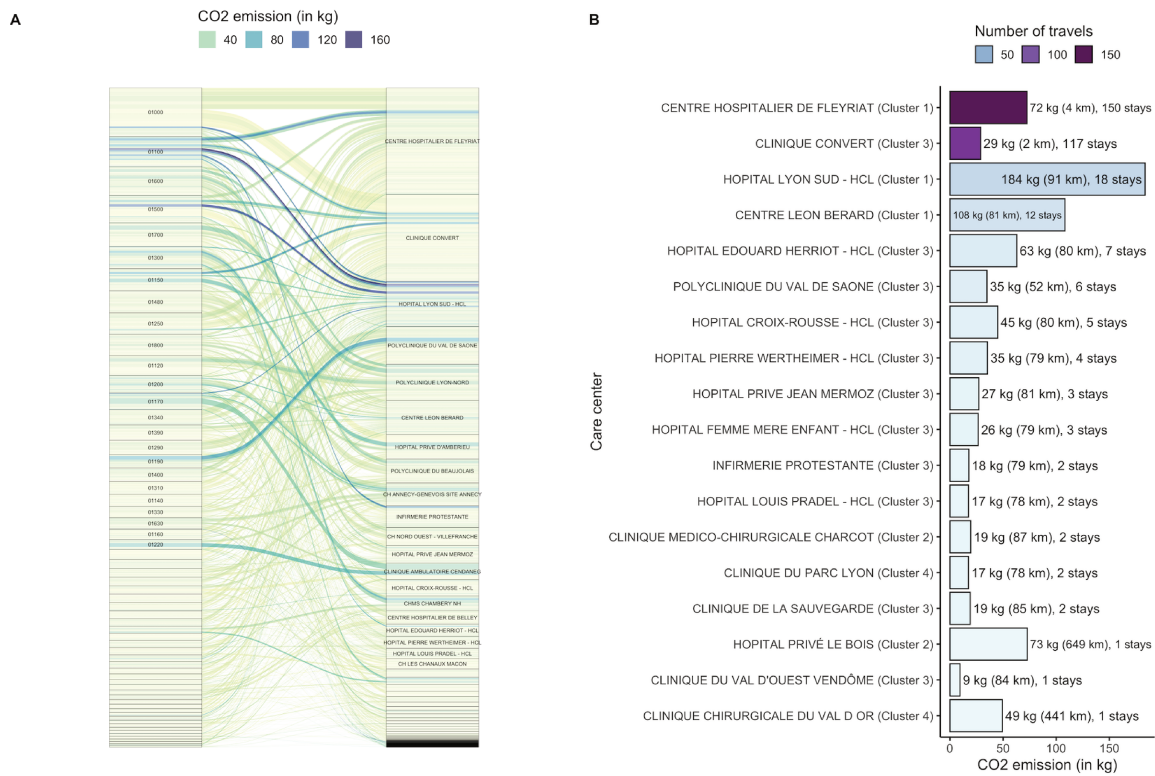 A
CO2 emission (in kg)
40 80 120 160
01000
01100
01600
01500
01700
01300
01150
01480
01250
01800
01120
01200
01170
01340
01390
01290
01190
01400
01310
01140
01330
01630
01160
01220
CENTRE HOSPITALIER DE FLEYRIAT
CLINIQUE CONVERT
HOPITAL LYON SUD - HCL
POLYCLINIQUE DU VAL DE SAONE
POLYCLINIQUE LYON-NORD
CENTRE LEON BERARD
HOPITAL PRIVE D'AMBERIEU
POLYCLINIQUE DU BEAUJOLAIS
CH ANNECY-GENEVOIS SITE ANNECY
INFIRMERIE PROTESTANTE
CH NORD OUEST - VILLEFRANCHE
HOPITAL PRIVE JEAN MERMOZ
CLINIQUE AMBULATOIRE CENDANEG
HOPITAL CROIX-ROUSSE - HCL
CHMS CHAMBERY NH
CENTRE HOSPITALIER DE BELLEY
HOPITAL EDOUARD HERRIOT - HCL
HOPITAL PIERRE WERTHEIMER - HCL
HOPITAL LOUIS PRADEL - HCL
CH LES CHANAUX MACON
B
Number of travels
50 100 150
Care center
CENTRE HOSPITALIER DE FLEYRIAT (Cluster 1) 72 kg (4 km), 150 stays
CLINIQUE CONVERT (Cluster 3) 29 kg (2 km), 117 stays
HOPITAL LYON SUD - HCL (Cluster 1) 184 kg (91 km), 18 stays
CENTRE LEON BERARD (Cluster 1) 108 kg (81 km), 12 stays
HOPITAL EDOUARD HERRIOT - HCL (Cluster 3) 63 kg (80 km), 7 stays
POLYCLINIQUE DU VAL DE SAONE (Cluster 3) 35 kg (52 km), 6 stays
HOPITAL CROIX-ROUSSE - HCL (Cluster 3) 45 kg (80 km), 5 stays
HOPITAL PIERRE WERTHEIMER - HCL (Cluster 3) 35 kg (79 km), 4 stays
HOPITAL PRIVE JEAN MERMOZ (Cluster 3) 27 kg (81 km), 3 stays
HOPITAL FEMME MERE ENFANT - HCL (Cluster 3) 26 kg (79 km), 3 stays
INFIRMERIE PROTESTANTE (Cluster 3) 18 kg (79 km), 2 stays
HOPITAL LOUIS PRADEL - HCL (Cluster 3) 17 kg (78 km), 2 stays
CLINIQUE MEDICO-CHIRURGICALE CHARCOT (Cluster 2) 19 kg (87 km), 2 stays
CLINIQUE DU PARC LYON (Cluster 4) 17 kg (78 km), 2 stays
CLINIQUE DE LA SAUVEGARDE (Cluster 3) 19 kg (85 km), 2 stays
HOPITAL PRIVÉ LE BOIS (Cluster 2) 73 kg (649 km), 1 stays
CLINIQUE DU VAL D'OUEST VENDÔME (Cluster 3) 9 kg (84 km), 1 stays
CLINIQUE CHIRURGICALE DU VAL D OR (Cluster 4) 49 kg (441 km), 1 stays
0 50 100 150
CO2 emission (in kg)